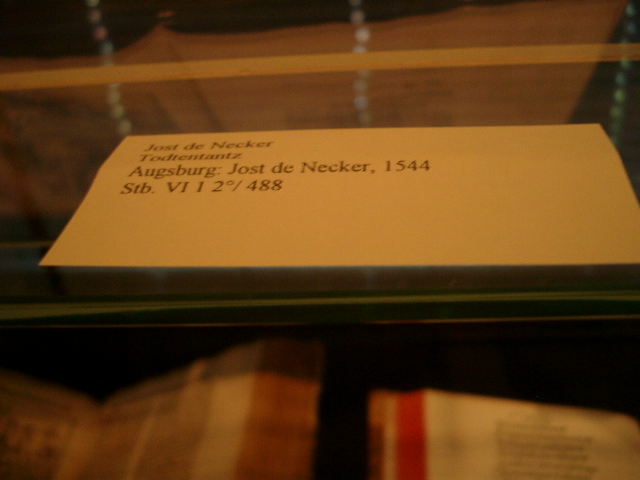 Jost de Necker
Todtentantz
Augsburg: Jost de Necker, 1544
Stb. VI 1 2°/ 488